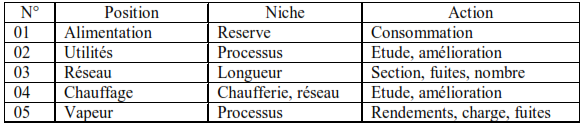 N° Position Niche Action
01 Alimentation Reserve Consommation
02 Utilités Processus Etude, amélioration
03 Réseau Longueur Section, fuites, nombre
04 Chauffage Chaufferie, réseau Etude, amélioration
05 Vapeur Processus Rendements, charge, fuites